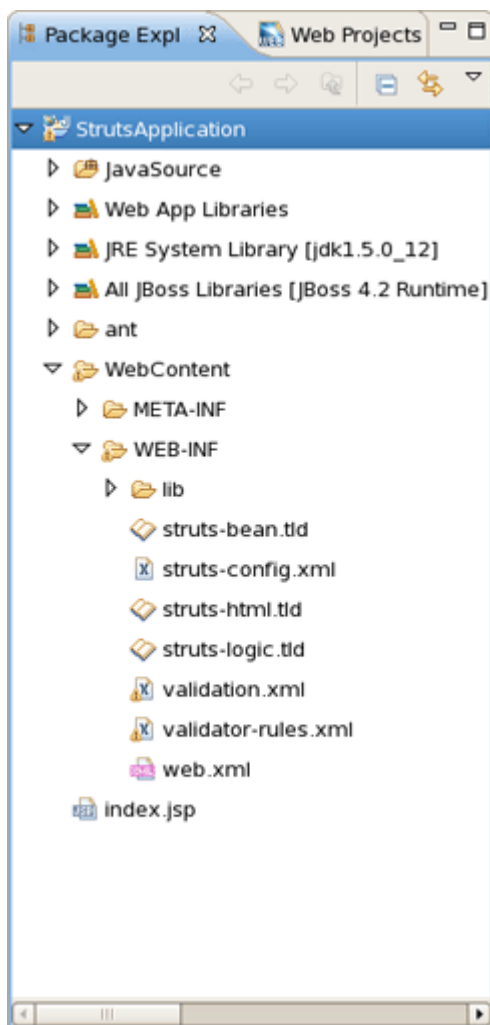 Package Expl Web Projects
StrutsApplication
JavaSource
Web App Libraries
JRE System Library [jdk1.5.0_12]
All JBoss Libraries [JBoss 4.2 Runtime]
ant
WebContent
META-INF
WEB-INF
lib
struts-bean.tld
struts-config.xml
struts-html.tld
struts-logic.tld
validation.xml
validator-rules.xml
web.xml
index.jsp